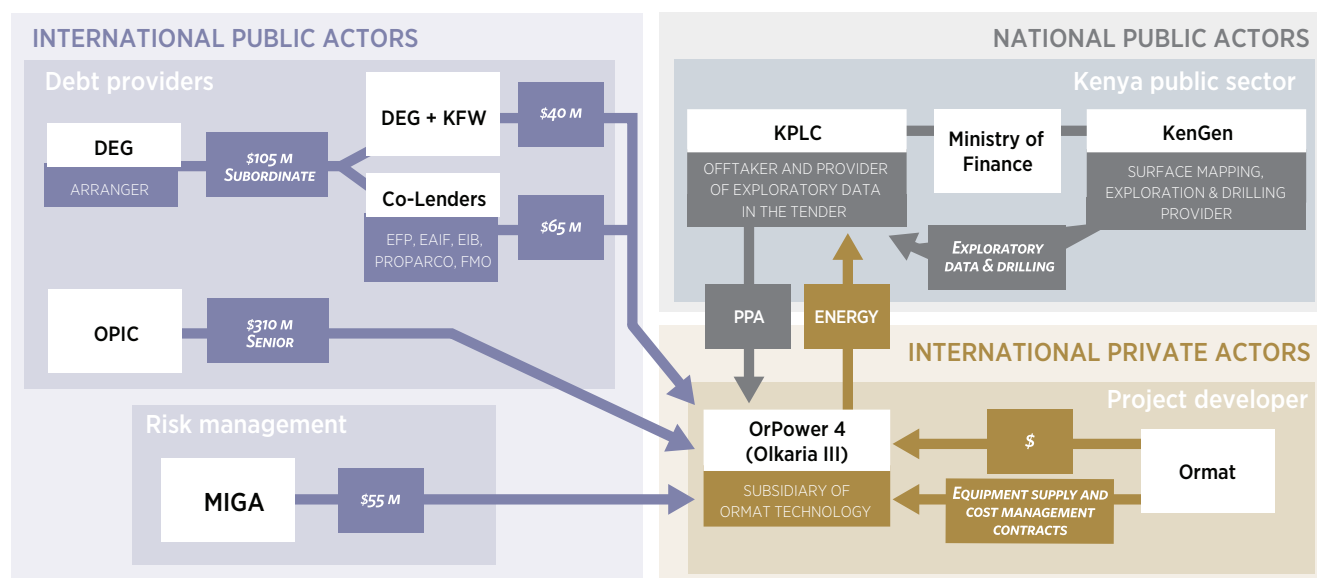 INTERNATIONAL PUBLIC ACTORS
Debt providers
DEG
ARRANGER
$105 M
SUBORDINATE
DEG + KFW
$40 M
Co-Lenders
EFP, EAIF, EIB,
PROPARCO, FMO
$65 M
OPIC
$310 M
SENIOR
Risk management
MIGA
$55 M
NATIONAL PUBLIC ACTORS
Kenya public sector
KPLC
OFFTAKER AND PROVIDER
OF EXPLORATORY DATA
IN THE TENDER
Ministry of
Finance
KenGen
SURFACE MAPPING,
EXPLORATION & DRILLING
PROVIDER
EXPLORATORY
DATA & DRILLING
PPA
ENERGY
INTERNATIONAL PRIVATE ACTORS
Project developer
OrPower 4
(Olkaria III)
SUBSIDIARY OF
ORMAT TECHNOLOGY
$
EQUIPMENT SUPPLY AND
COST MANAGEMENT
CONTRACTS
Ormat